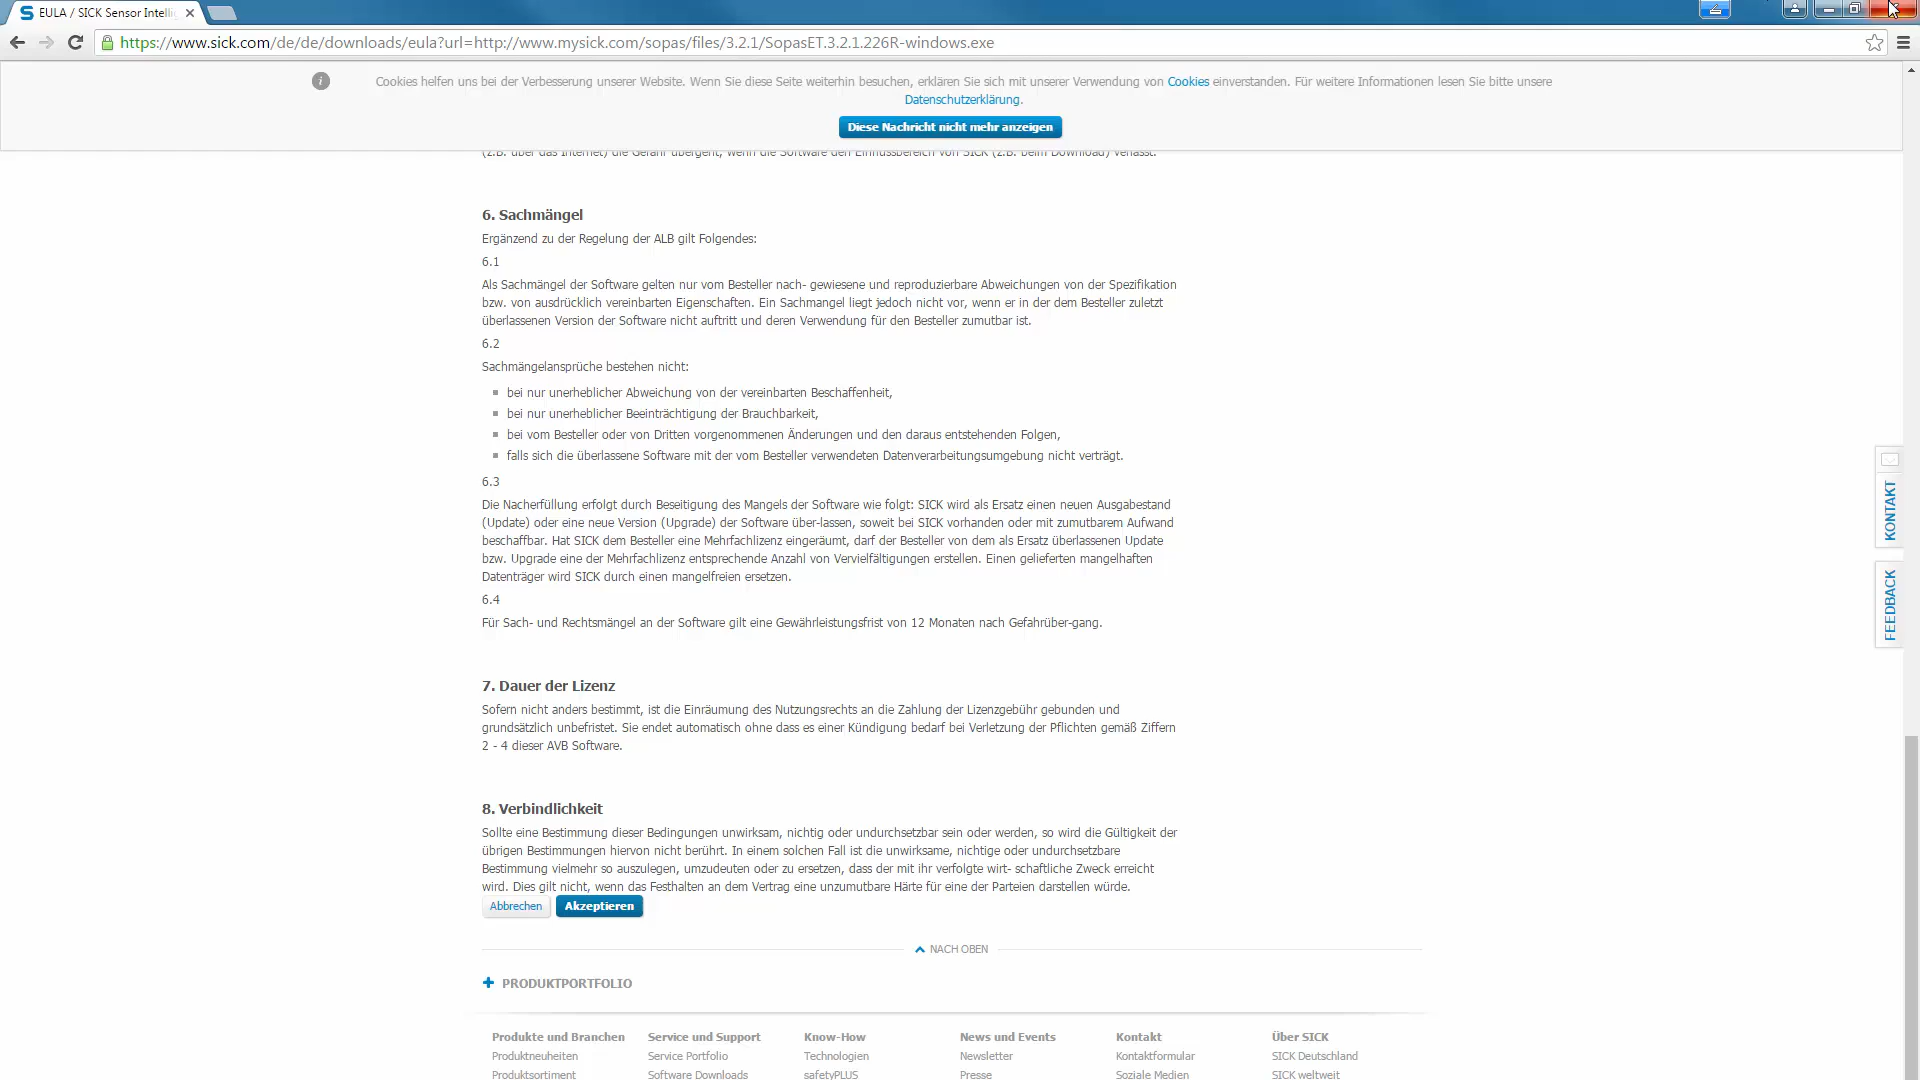 EULA / SICK Sensor Intelli
https://www.sick.com/de/de/downloads/eula?url=http://www.mysick.com/sopas/files/3.2.1/SopasET.3.2.1.226R-windows.exe
Cookies helfen uns bei der Verbesserung unserer Website. Wenn Sie diese Seite weiterhin besuchen, erklären Sie sich mit unserer Verwendung von Cookies einverstanden. Für weitere Informationen lesen Sie bitte unsere
Datenschutzerklärung.
Diese Nachricht nicht mehr anzeigen
(z.B. über das Internet) die Gefahr übergeht, wenn die Software den Einflussbereich von SICK (z.B. beim Download) verlässt.
6. Sachmängel
Ergänzend zu der Regelung der ALB gilt Folgendes:
6.1
Als Sachmängel der Software gelten nur vom Besteller nach- gewiesene und reproduzierbare Abweichungen von der Spezifikation
bzw. von ausdrücklich vereinbarten Eigenschaften. Ein Sachmangel liegt jedoch nicht vor, wenn er in der dem Besteller zuletzt
überlassenen Version der Software nicht auftritt und deren Verwendung für den Besteller zumutbar ist.
6.2
Sachmängelansprüche bestehen nicht:
bei nur unerheblicher Abweichung von der vereinbarten Beschaffenheit,
bei nur unerheblicher Beeinträchtigung der Brauchbarkeit,
bei vom Besteller oder von Dritten vorgenommenen Änderungen und den daraus entstehenden Folgen,
falls sich die überlassene Software mit der vom Besteller verwendeten Datenverarbeitungsumgebung nicht verträgt.
6.3
Die Nacherfüllung erfolgt durch Beseitigung des Mangels der Software wie folgt: SICK wird als Ersatz einen neuen Ausgabestand
(Update) oder eine neue Version (Upgrade) der Software über-lassen, soweit bei SICK vorhanden oder mit zumutbarem Aufwand
beschaffbar. Hat SICK dem Besteller eine Mehrfachlizenz eingeräumt, darf der Besteller von dem als Ersatz überlassenen Update
bzw. Upgrade eine der Mehrfachlizenz entsprechende Anzahl von Vervielfältigungen erstellen. Einen gelieferten mangelhaften
Datenträger wird SICK durch einen mangelfreien ersetzen.
6.4
Für Sach- und Rechtsmängel an der Software gilt eine Gewährleistungsfrist von 12 Monaten nach Gefahrüber-gang.
7. Dauer der Lizenz
Sofern nicht anders bestimmt, ist die Einräumung des Nutzungsrechts an die Zahlung der Lizenzgebühr gebunden und
grundsätzlich unbefristet. Sie endet automatisch ohne dass es einer Kündigung bedarf bei Verletzung der Pflichten gemäß Ziffern
2 - 4 dieser AVB Software.
8. Verbindlichkeit
Sollte eine Bestimmung dieser Bedingungen unwirksam, nichtig oder undurchsetzbar sein oder werden, so wird die Gültigkeit der
übrigen Bestimmungen hiervon nicht berührt. In einem solchen Fall ist die unwirksame, nichtige oder undurchsetzbare
Bestimmung vielmehr so auszulegen, umzudeuten oder zu ersetzen, dass der mit ihr verfolgte wirt- schaftliche Zweck erreicht
wird. Dies gilt nicht, wenn das Festhalten an dem Vertrag eine unzumutbare Härte für eine der Parteien darstellen würde.
Abbrechen Akzeptieren
KONTAKT
FEEDBACK
NACH OBEN
PRODUKTPORTFOLIO
Produkte und Branchen Service und Support Know-How News und Events Kontakt Über SICK
Produktneuheiten Service Portfolio Technologien Newsletter Kontaktformular SICK Deutschland
Produktsortiment Software Downloads safetyPLUS Presse Soziale Medien SICK weltweit